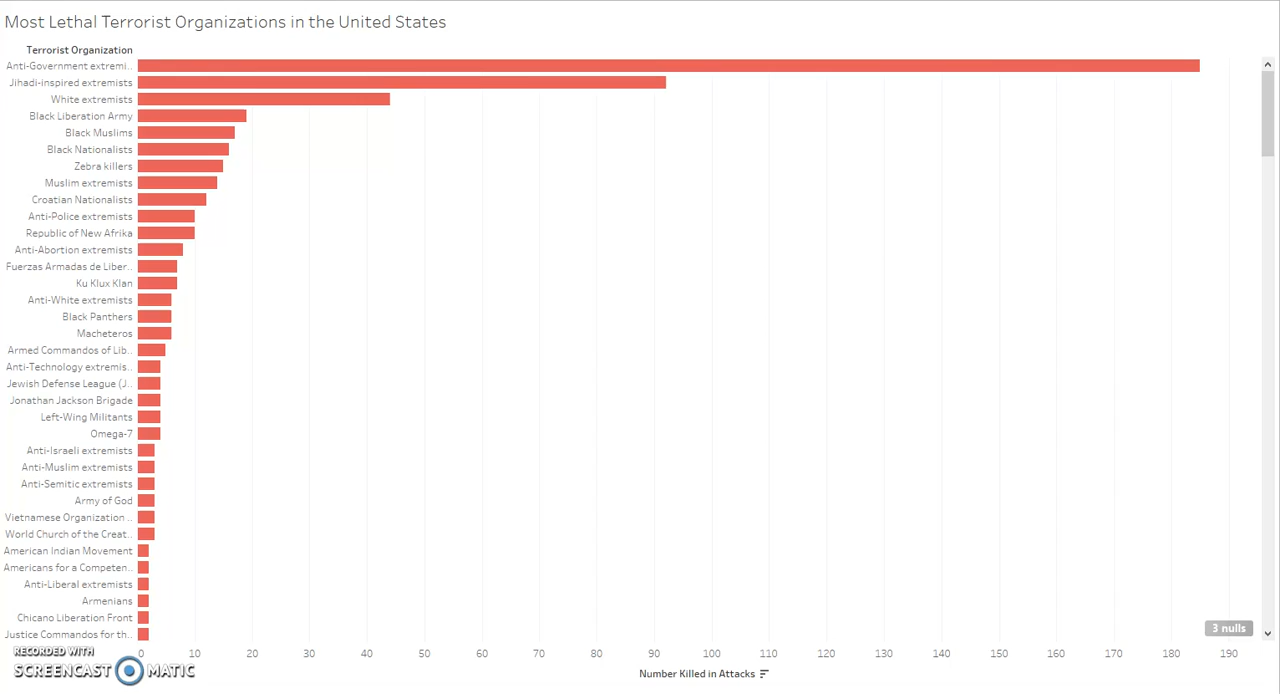 Most Lethal Terrorist Organizations in the United States
Terrorist Organization
Anti-Government extremi..
Jihadi-inspired extremists
White extremists
Black Liberation Army
Black Muslims
Black Nationalists
Zebra killers
Muslim extremists
Croatian Nationalists
Anti-Police extremists
Republic of New Afrika
Anti-Abortion extremists
Fuerzas Armadas de Liber..
Ku Klux Klan
Anti-White extremists
Black Panthers
Macheteros
Armed Commandos of Lib..
Anti-Technology extremis..
Jewish Defense League (J..
Jonathan Jackson Brigade
Left-Wing Militants
Omega-7
Anti-Israeli extremists
Anti-Muslim extremists
Anti-Semitic extremists
Army of God
Vietnamese Organization ..
World Church of the Creat..
American Indian Movement
Americans for a Competen..
Anti-Liberal extremists
Armenians
Chicano Liberation Front
Justice Commandos for th..
3 nulls
0 10 20 30 40 50 60 70 80 90 100 110 120 130 140 150 160 170 180 190
Number Killed in Attacks
RECORDED WITH
SCREENCAST MATIC